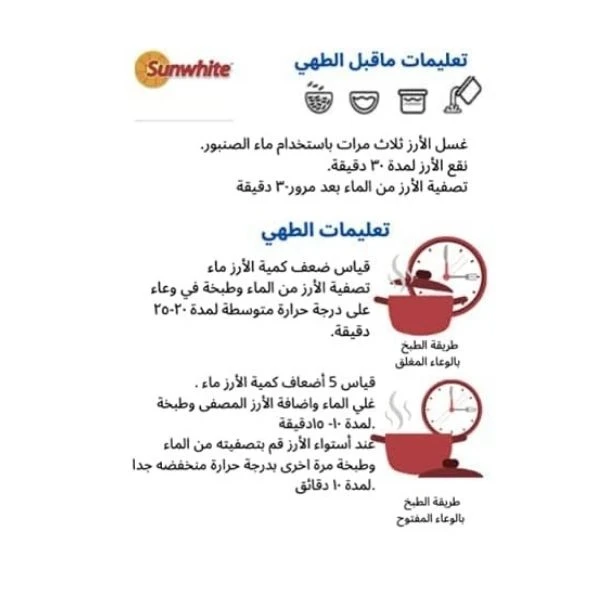 Sunwhite
تعليمات ماقبل الطهي
غسل الأرز ثلاث مرات باستخدام ماء الصنبور.
نقع الأرز لمدة ٣٠ دقيقة.
تصفية الأرز من الماء بعد مرور٣٠ دقيقة
تعليمات الطهي
قياس ضعف كمية الأرز ماء
تصفية الأرز من الماء وطبخة في وعاء
على درجة حرارة متوسطة لمدة ٢٠-٢٥
دقيقة.
طريقة الطبخ
بالوعاء المغلق
قياس 5 أضعاف كمية الأرز ماء .
غلي الماء واضافة الأرز المصفى وطبخة
.لمدة ١٠- ١٥دقيقة
عند أستواء الأرز قم بتصفيته من الماء
وطبخة مرة اخرى بدرجة حرارة منخفضه جدا
.لمدة ١٠ دقائق
طريقة الطبخ
بالوعاء المفتوح